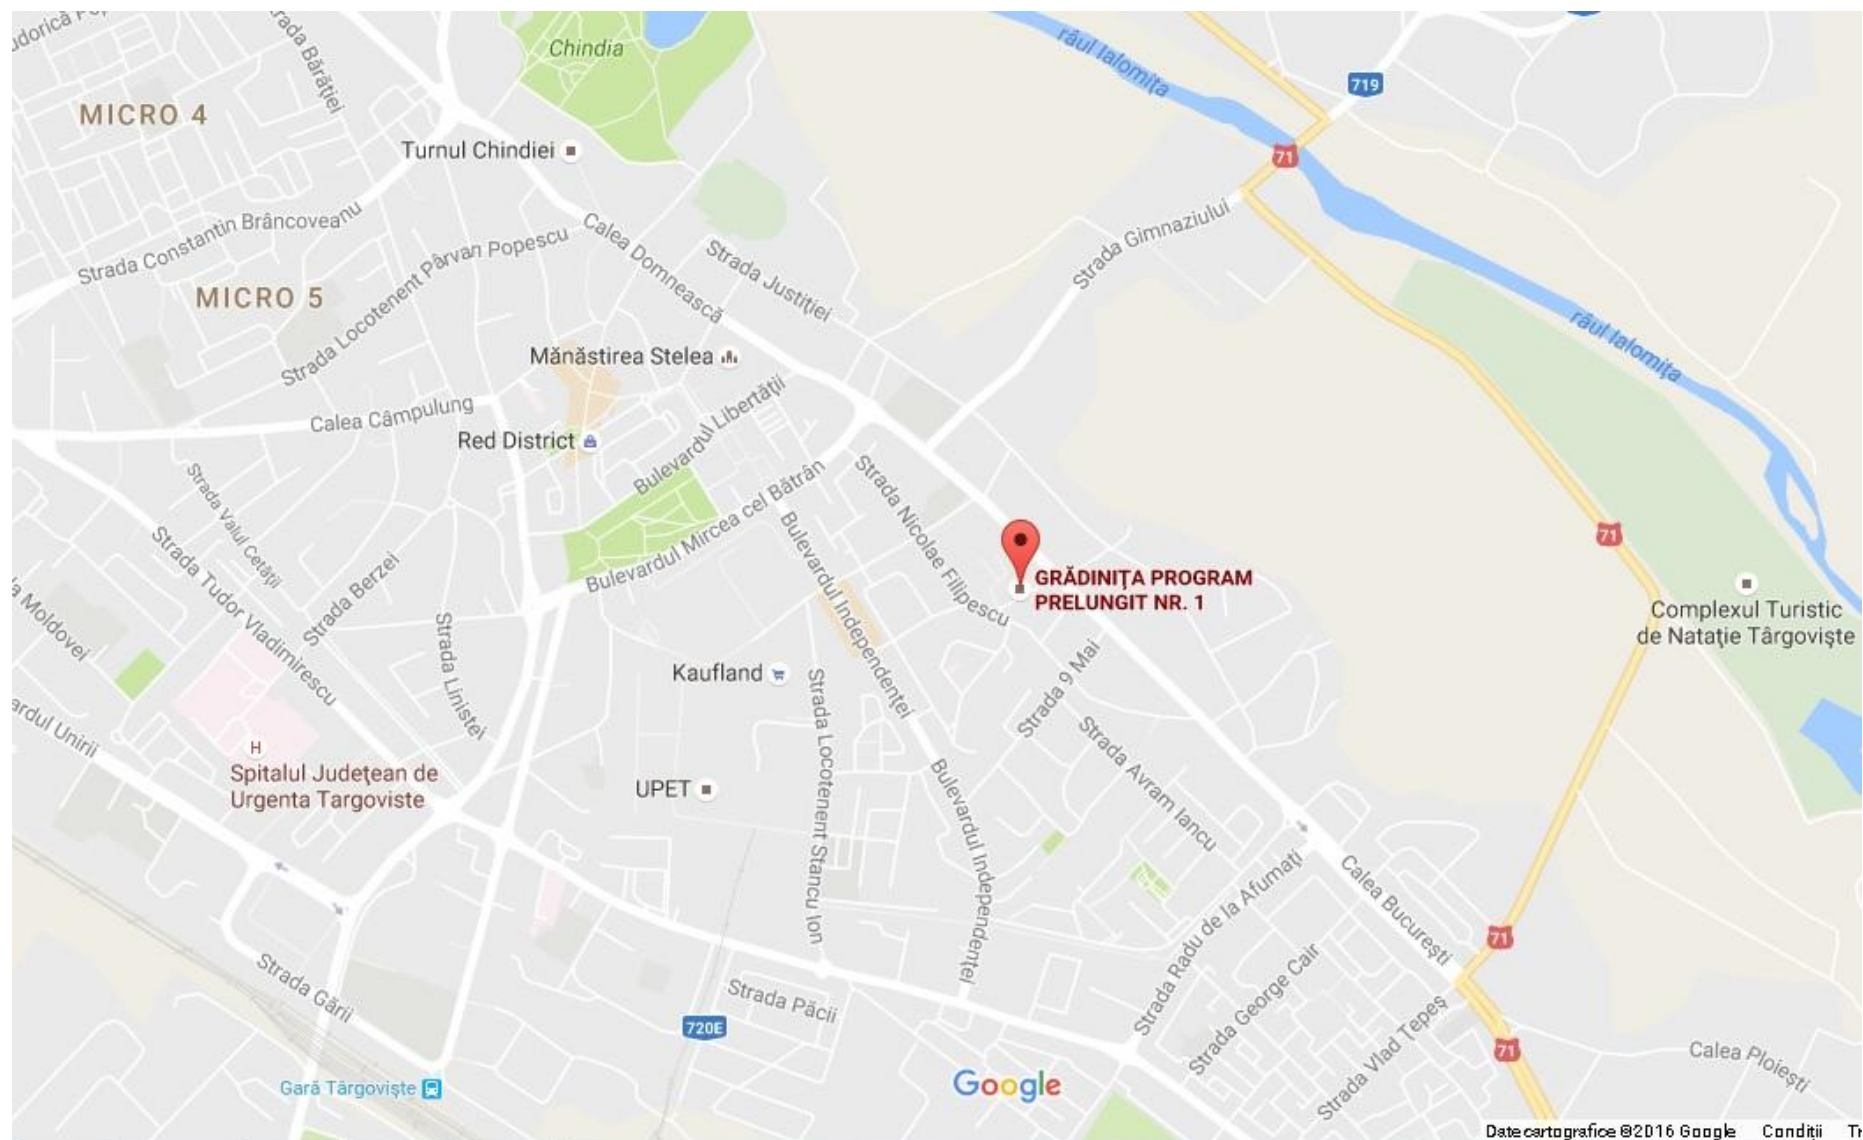 Strada Bărăției
Chindia
râul Ialomița
719
MICRO 4
Turnul Chindiei
71
Strada Constantin Brâncoveanu
Strada Locotenent Pârvan Popescu
Calea Domnească
Strada Justiției
Strada Gimnaziului
MICRO 5
râul Ialomița
Mănăstirea Stelea
Calea Câmpulung
Red District
Bulevardul Libertății
Strada Valul Cetății
Strada Nicolae Filipescu
Bulevardul Mircea cel Bătrân
71
Strada Tudor Vladimirescu
Strada Berzei
Bulevardul Independenței
GRĂDINIȚA PROGRAM
PRELUNGIT NR. 1
Complexul Turistic
de Natație Târgoviște
Moldovei
Strada Liniștei
Kaufland
Strada Locotenent Stancu Ion
Strada 9 Mai
Unirii
Spitalul Județean de
Urgenta Targoviste
UPET
Strada Avram Iancu
Bulevardul Independenței
Calea București
Strada Radu de la Afumați
71
Strada George Cair
Strada Gării
Strada Păcii
720E
Strada Vlad Țepeș
71
Calea Ploiești
Gară Târgoviște
Google
Date cartografice ©2016 Google Condiții